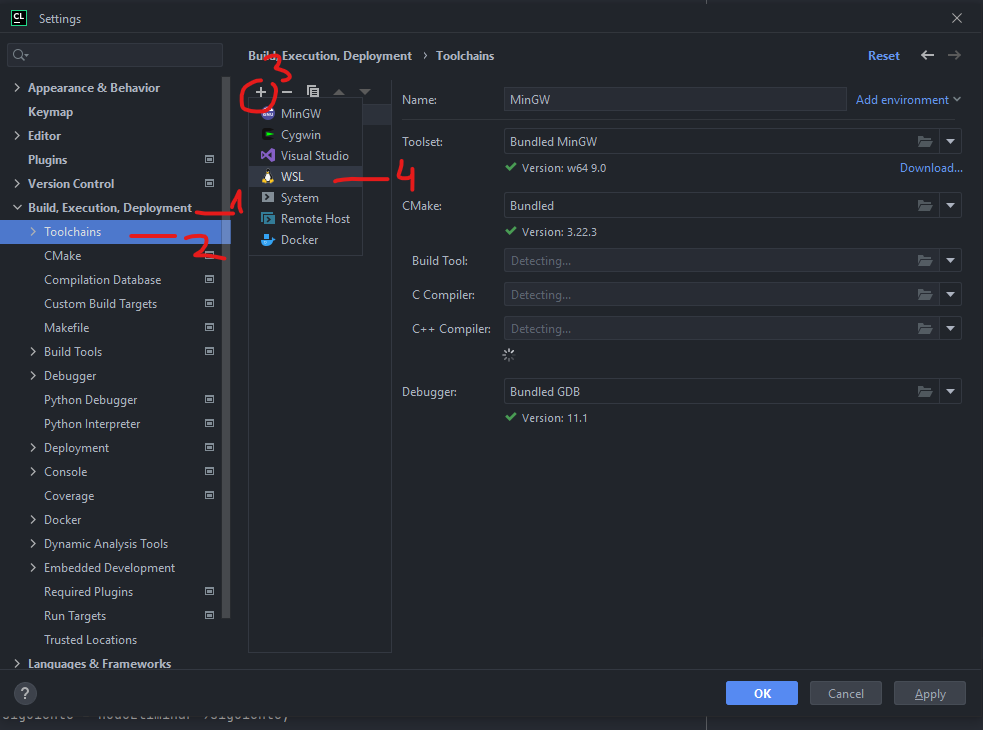 CL Settings
Build, Execution, Deployment › Toolchains
Reset
3
Appearance & Behavior
Keymap
Editor
Plugins
Version Control
Build, Execution, Deployment
1
Toolchains
2
CMake
Compilation Database
Custom Build Targets
Makefile
Build Tools
Debugger
Python Debugger
Python Interpreter
Deployment
Console
Coverage
Docker
Dynamic Analysis Tools
Embedded Development
Required Plugins
Run Targets
Trusted Locations
Languages & Frameworks
MinGW
Cygwin
Visual Studio
WSL
4
System
Remote Host
Docker
Name: MinGW Add environment
Toolset: Bundled MinGW
Version: w64 9.0 Download...
CMake: Bundled
Version: 3.22.3
Build Tool: Detecting...
C Compiler: Detecting...
C++ Compiler: Detecting...
Debugger: Bundled GDB
Version: 11.1
?
OK Cancel Apply